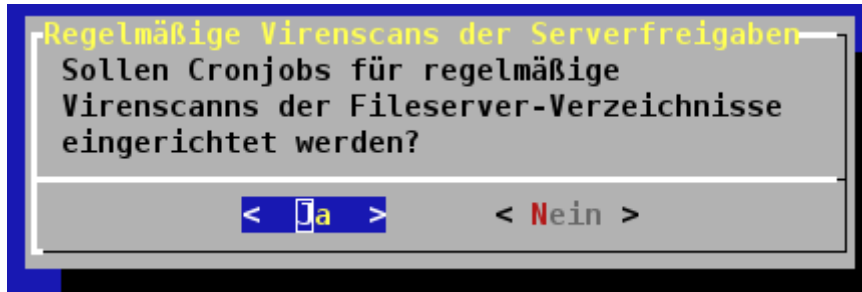 Regelmäßige Virenscans der Serverfreigaben
Sollen Cronjobs für regelmäßige
Virenscanns der Fileserver-Verzeichnisse
eingerichtet werden?
< Ja > < Nein >